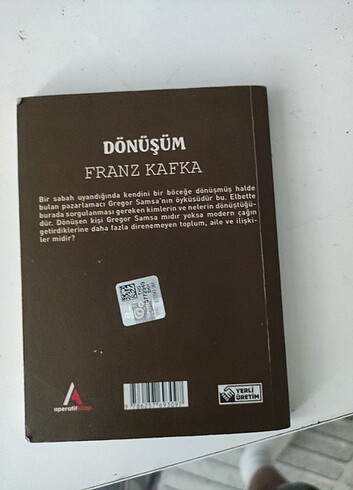 DÖNÜŞÜM
FRANZ KAFKA
Bir sabah uyandığında kendini bir böceğe dönüşmüş halde
bulan pazarlamacı Gregor Samsa'nın öyküsüdür bu. Elbette
burada sorgulanması gereken kimlerin ve nelerin dönüştüğü-
dür. Dönüşen kişi Gregor Samsa mıdır yoksa modern çağın
getirdiklerine daha fazla direnemeyen toplum, aile ve ilişki-
ler midir?
aperatifkitap
YERLİ
ÜRETİM